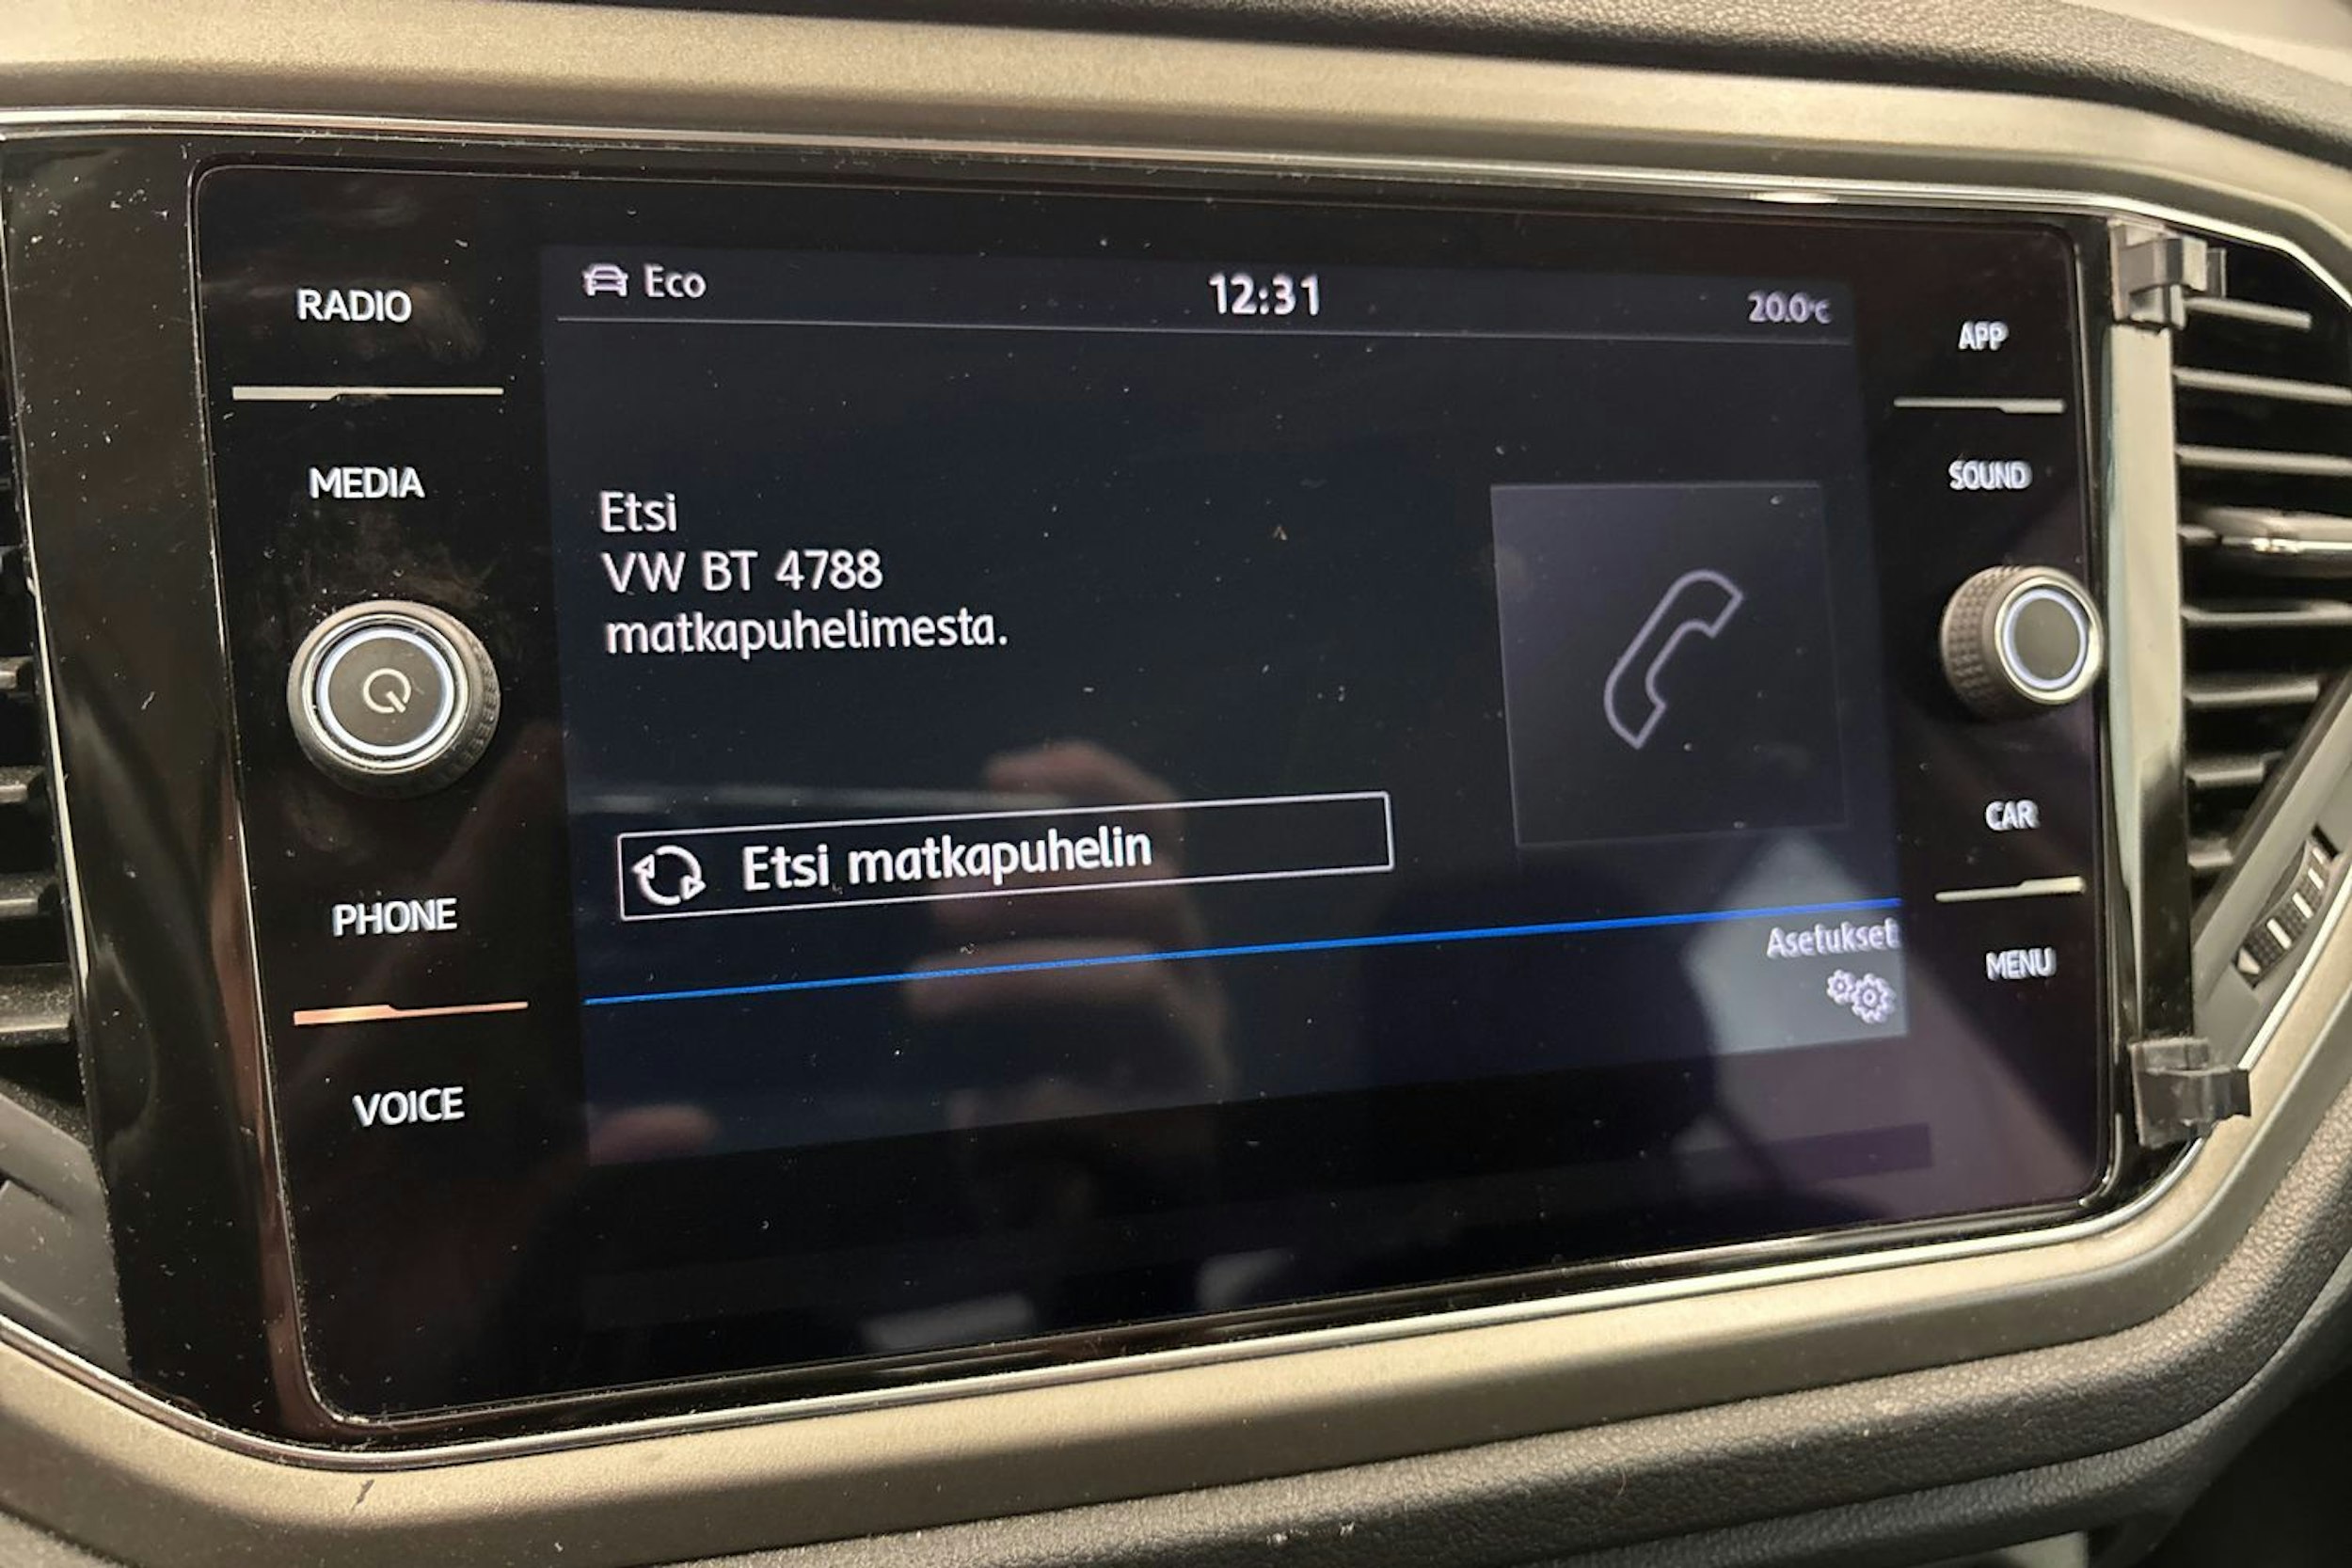 RADIO
MEDIA
PHONE
VOICE
Eco
12:31
20.0°C
Etsi
VW BT 4788
matkapuhelimesta.
Etsi matkapuhelin
Asetukset
APP
SOUND
CAR
MENU